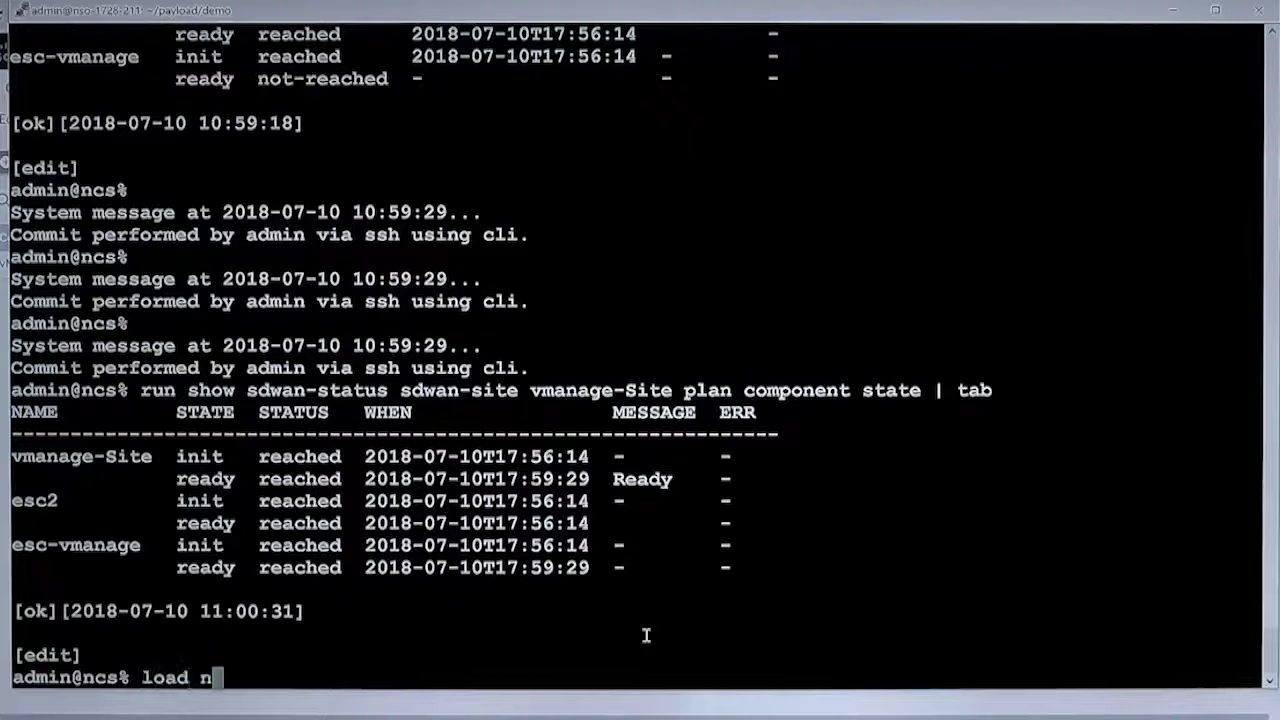 admin@nso-1728-211: ~/payload/demo
ready reached 2018-07-10T17:56:14 -
esc-vmanage init reached 2018-07-10T17:56:14 - -
ready not-reached - - -
[ok][2018-07-10 10:59:18]
[edit]
admin@ncs%
System message at 2018-07-10 10:59:29...
Commit performed by admin via ssh using cli.
admin@ncs%
System message at 2018-07-10 10:59:29...
Commit performed by admin via ssh using cli.
admin@ncs%
System message at 2018-07-10 10:59:29...
Commit performed by admin via ssh using cli.
admin@ncs% run show sdwan-status sdwan-site vmanage-Site plan component state | tab
NAME STATE STATUS WHEN MESSAGE ERR
-----------------------------------------------------------------
vmanage-Site init reached 2018-07-10T17:56:14 - -
ready reached 2018-07-10T17:59:29 Ready -
esc2 init reached 2018-07-10T17:56:14 - -
ready reached 2018-07-10T17:56:14 -
esc-vmanage init reached 2018-07-10T17:56:14 - -
ready reached 2018-07-10T17:59:29 - -
[ok][2018-07-10 11:00:31]
[edit]
admin@ncs% load n